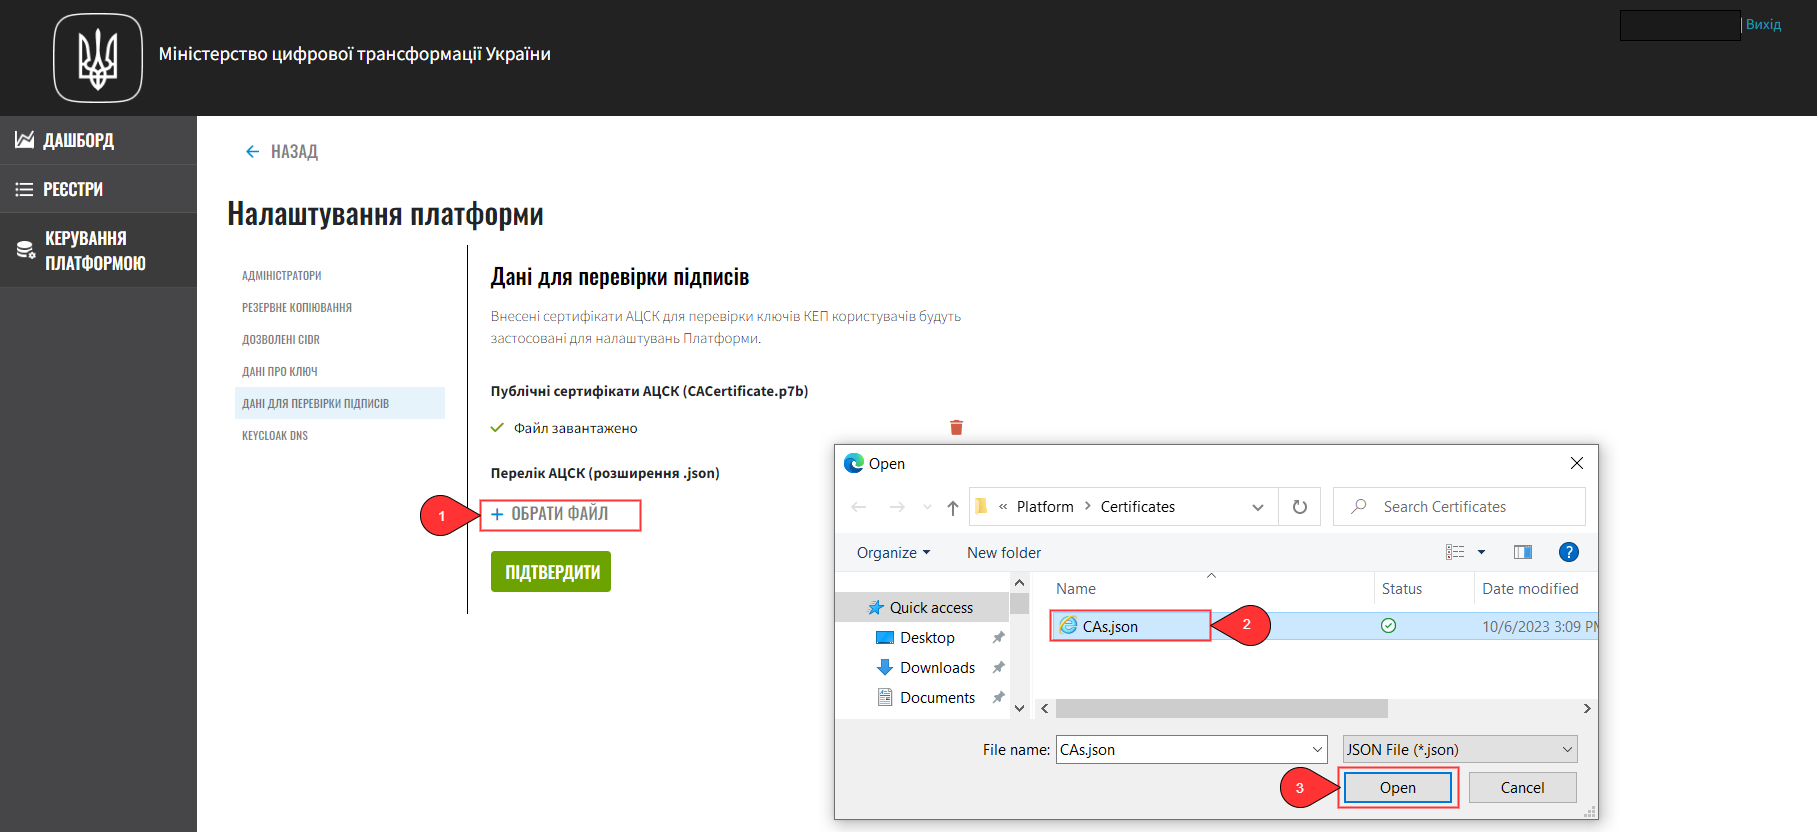 Міністерство цифрової трансформації України
Вихід
ДАШБОРД
РЕЄСТРИ
КЕРУВАННЯ
ПЛАТФОРМОЮ
НАЗАД
Налаштування платформи
АДМІНІСТРАТОРИ
РЕЗЕРВНЕ КОПІЮВАННЯ
ДОЗВОЛЕНІ CIDR
ДАНІ ПРО КЛЮЧ
ДАНІ ДЛЯ ПЕРЕВІРКИ ПІДПИСІВ
KEYCLOAK DNS
Дані для перевірки підписів
Внесені сертифікати АЦСК для перевірки ключів КЕП користувачів будуть
застосовані для налаштувань Платформи.
Публічні сертифікати АЦСК (CACertificate.p7b)
Файл завантажено
Перелік АЦСК (розширення .json)
1
+ ОБРАТИ ФАЙЛ
ПІДТВЕРДИТИ
Open
« Platform > Certificates
Search Certificates
Organize
New folder
?
Name
Status
Date modified
Quick access
Desktop
Downloads
Documents
CAs.json
2
10/6/2023 3:09 PM
File name:
CAs.json
JSON File (*.json)
3
Open
Cancel